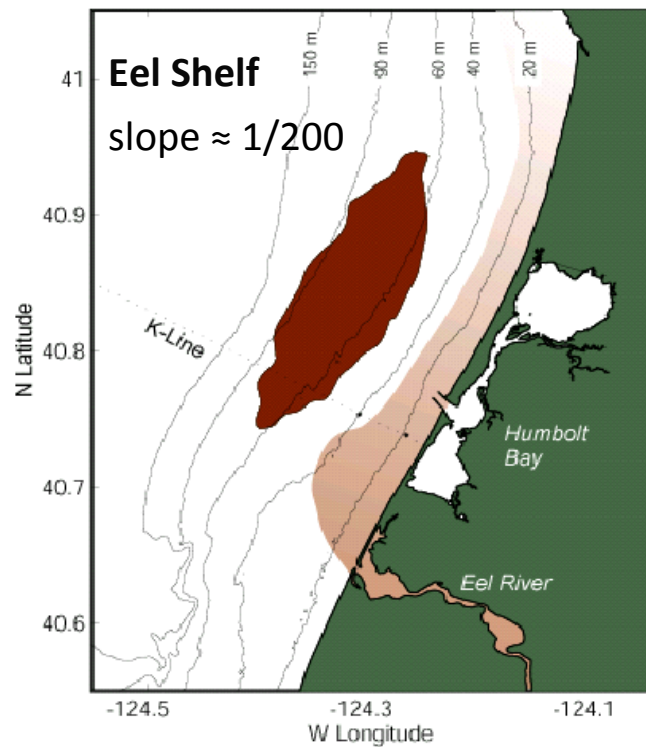 Eel Shelf
slope ≈ 1/200
150 m
90 m
60 m
40 m
20 m
41
40.9
40.8
40.7
40.6
N Latitude
K-Line
Humbolt
Bay
Eel River
-124.5
-124.3
-124.1
W Longitude